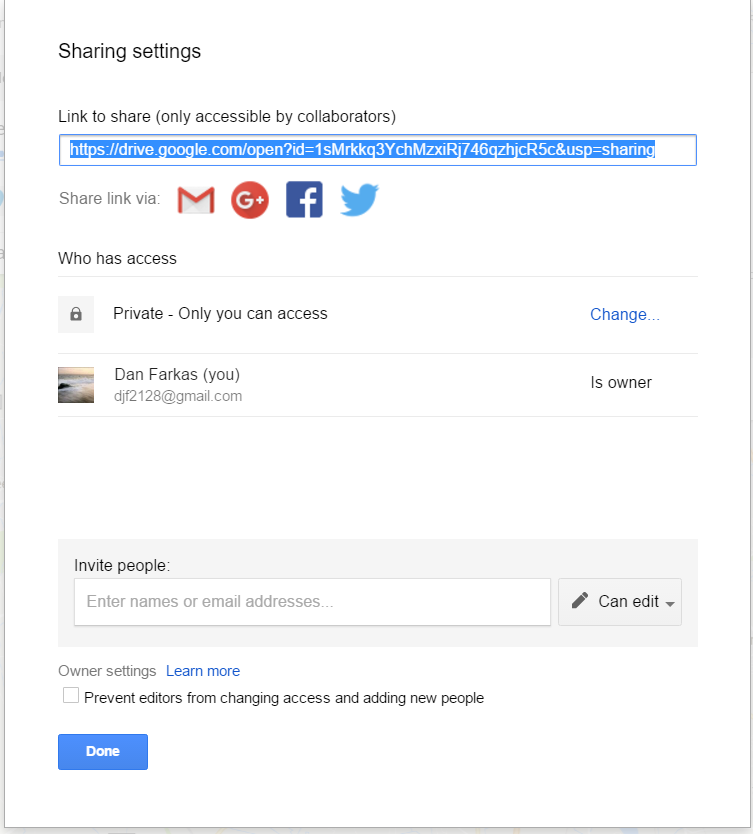 Sharing settings
Link to share (only accessible by collaborators)
https://drive.google.com/open?id=1sMrkkq3YchMzxiRj746qzhjcR5c&usp=sharing
Share link via:
Who has access
Private - Only you can access Change...
Dan Farkas (you)
djf2128@gmail.com
Is owner
Invite people:
Enter names or email addresses... Can edit
Owner settings Learn more
Prevent editors from changing access and adding new people
Done